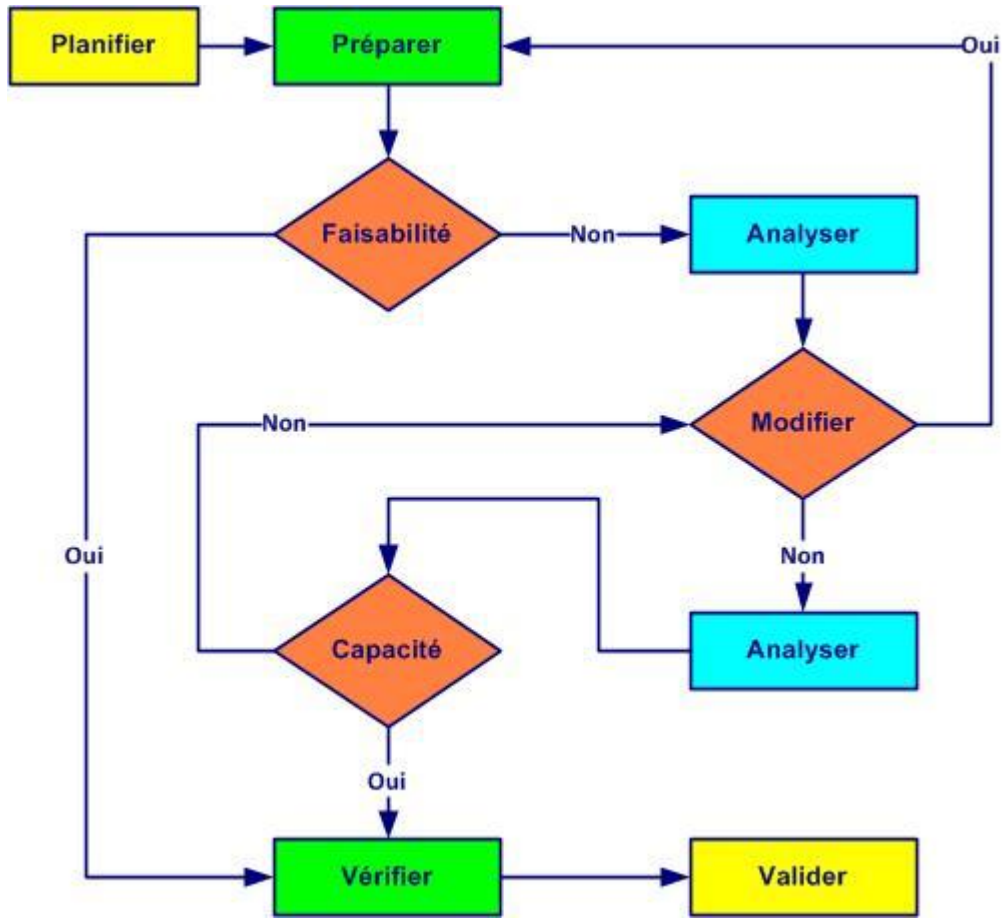 Planifier
Préparer
Oui
Faisabilité
Non
Analyser
Non
Modifier
Oui
Non
Capacité
Analyser
Oui
Vérifier
Valider